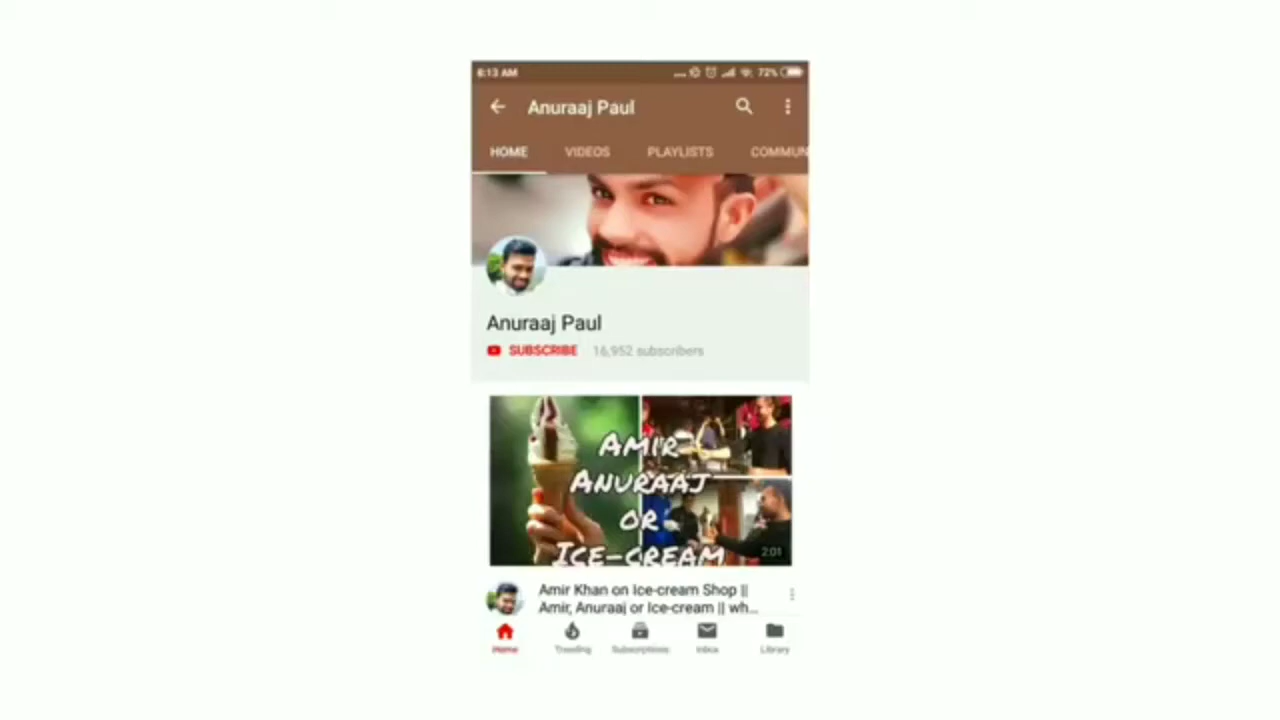 6:13 AM
72%
Anuraaj Paul
HOME VIDEOS PLAYLISTS COMMUN
Anuraaj Paul
SUBSCRIBE 16,952 subscribers
AMIR
ANURAAJ
OR
ICE-CREAM
2:01
Amir Khan on Ice-cream Shop ||
Amir, Anuraaj or Ice-cream || wh...
Home Trending Subscriptions Inbox Library